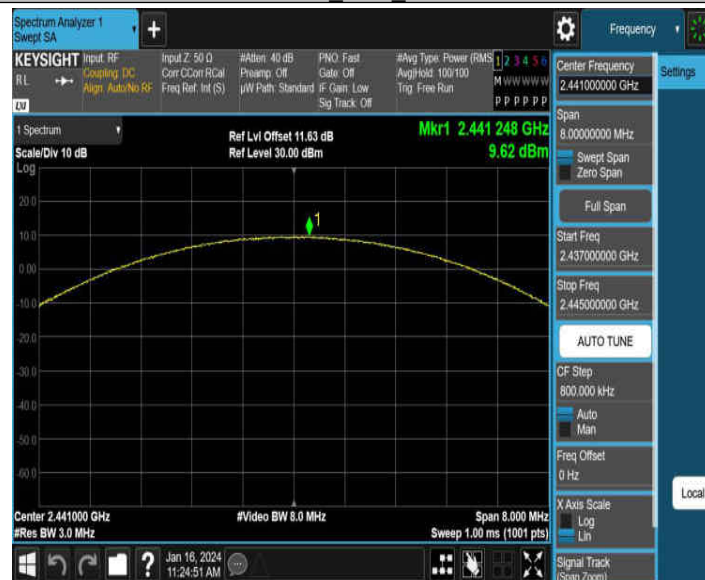 Spectrum Analyzer 1
Swept SA
+
Frequency
KEYSIGHT
RL
LXI
Input: RF
Coupling: DC
Align: Auto/No RF
Input Z: 50 Ω
Corr CCorr RCal
Freq Ref: Int (S)
#Atten: 40 dB
Preamp: Off
µW Path: Standard
PNO: Fast
Gate: Off
IF Gain: Low
Sig Track: Off
#Avg Type: Power (RMS
Avg|Hold: 100/100
Trig: Free Run
1 2 3 4 5 6
M W W W W W
P P P P P P
1 Spectrum
Scale/Div 10 dB
Log
Ref Lvl Offset 11.63 dB
Ref Level 30.00 dBm
Mkr1 2.441 248 GHz
9.62 dBm
1
20.0
10.0
0.00
-10.0
-20.0
-30.0
-40.0
-50.0
-60.0
Center 2.441000 GHz
#Res BW 3.0 MHz
#Video BW 8.0 MHz
Span 8.000 MHz
Sweep 1.00 ms (1001 pts)
?
Jan 16, 2024
11:24:51 AM
Center Frequency
2.441000000 GHz
Span
8.00000000 MHz
Swept Span
Zero Span
Full Span
Start Freq
2.437000000 GHz
Stop Freq
2.445000000 GHz
AUTO TUNE
CF Step
800.000 kHz
Auto
Man
Freq Offset
0 Hz
X Axis Scale
Log
Lin
Signal Track
(Span Zoom)
Settings
Local